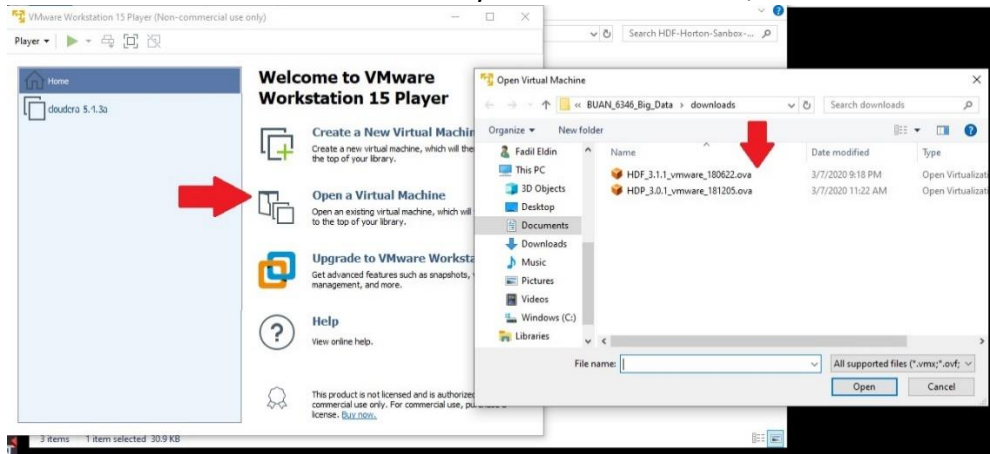 VMware Workstation 15 Player (Non-commercial use only)
Player
Home
cloudera 5.4.3a
Welcome to VMware
Workstation 15 Player
Create a New Virtual Machin
Create a new virtual machine, which will the
the top of your library.
Open a Virtual Machine
Open an existing virtual machine, which will
to the top of your library.
Upgrade to VMware Worksta
Get advanced features such as snapshots,
management, and more.
Help
View online help.
This product is not licensed and is authorize
commercial use only. For commercial use, pu
license. Buy now.
Search HDF-Horton-Sanbox-...
Open Virtual Machine
« BUAN_6346_Big_Data › downloads
Search downloads
Organize
New folder
Fadil Eldin
This PC
3D Objects
Desktop
Documents
Downloads
Music
Pictures
Videos
Windows (C:)
Libraries
Name
Date modified
Type
HDF_3.1.1_vmware_180622.ova
3/7/2020 9:18 PM
Open Virtualizati
HDP_3.0.1_vmware_181205.ova
3/7/2020 11:22 AM
Open Virtualizati
File name:
All supported files (*.vmx;*.ovf;
Open
Cancel
3 items
1 item selected 30.9 KB